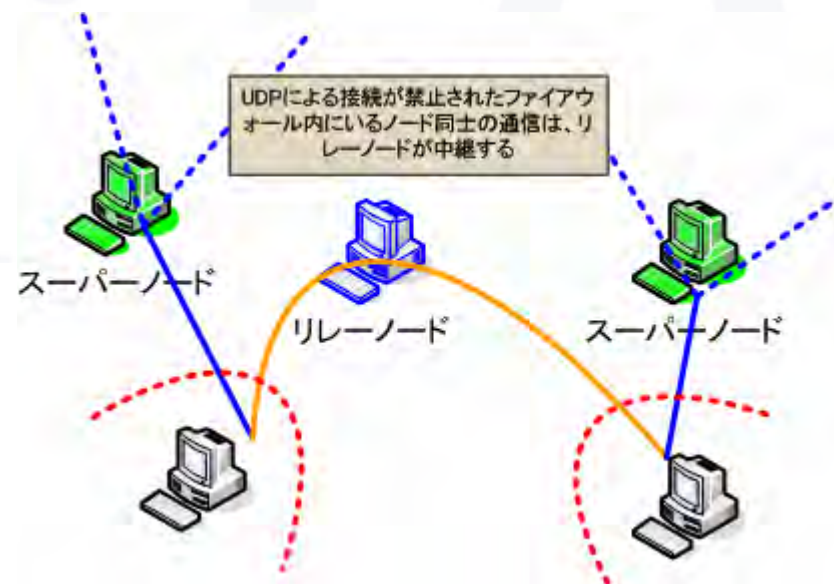 UDPによる接続が禁止されたファイアウ
ォール内にいるノード同士の通信は、リ
レーノードが中継する
スーパーノード
リレーノード
スーパーノード